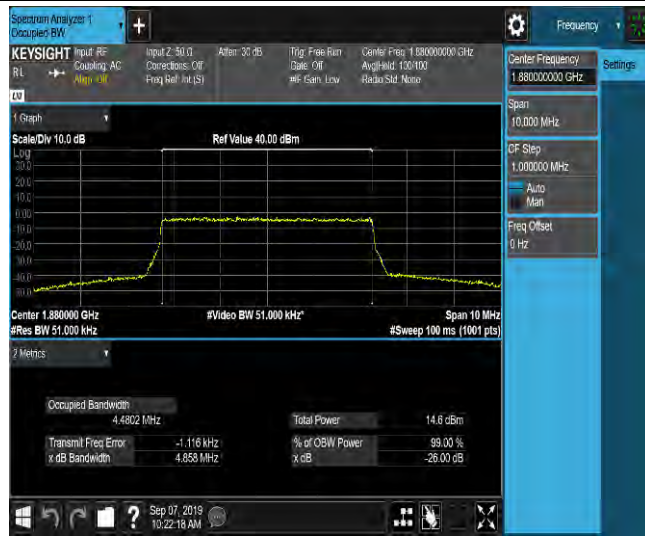 Spectrum Analyzer 1
Occupied BW
Frequency
KEYSIGHT
Input: RF
Coupling: AC
Align: Off
Input Z: 50 Ω
Corrections: Off
Freq Ref: Int (S)
Atten: 30 dB
Trig: Free Run
Gate: Off
#IF Gain: Low
Center Freq: 1.880000000 GHz
Avg|Hold: 100/100
Radio Std: None
RL
LXI
Center Frequency
1.880000000 GHz
Settings
Span
10.000 MHz
CF Step
1.000000 MHz
Auto
Man
Freq Offset
0 Hz
1 Graph
Scale/Div 10.0 dB
Ref Value 40.00 dBm
Log
30.0
20.0
10.0
0.00
-10.0
-20.0
-30.0
-40.0
-50.0
Center 1.880000 GHz
#Video BW 51.000 kHz*
Span 10 MHz
#Res BW 51.000 kHz
#Sweep 100 ms (1001 pts)
2 Metrics
Occupied Bandwidth
4.4802 MHz
Total Power
14.6 dBm
Transmit Freq Error
-1.116 kHz
% of OBW Power
99.00 %
x dB Bandwidth
4.858 MHz
x dB
-26.00 dB
?
Sep 07, 2019
10:22:18 AM